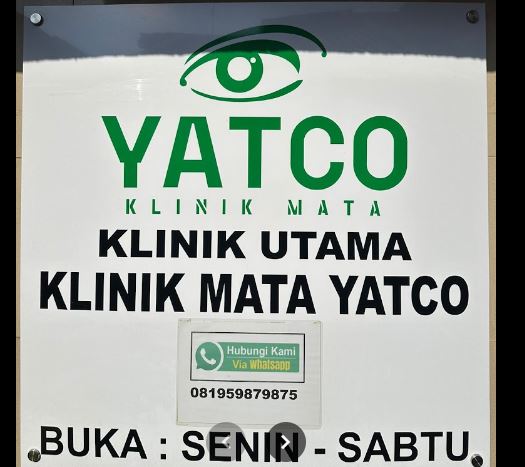 YATCO
KLINIK MATA
KLINIK UTAMA
KLINIK MATA YATCO
Hubungi Kami
Via Whatsapp
081959879875
BUKA : SENIN - SABTU